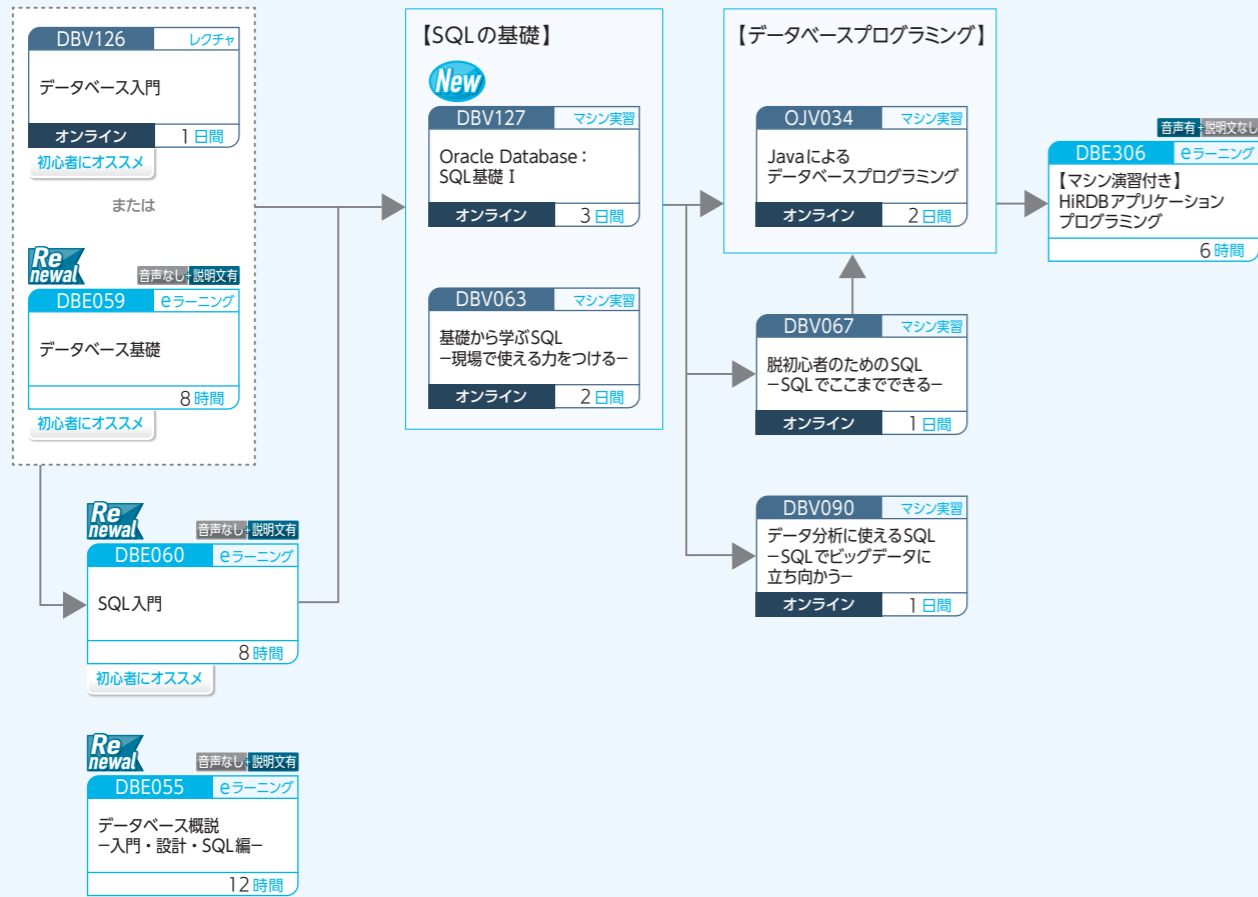 DBV126 レクチャ
データベース入門
オンライン 1日間
初心者にオススメ
または
Re
newal
音声なし+説明文有
DBE059 eラーニング
データベース基礎
8時間
初心者にオススメ
Re
newal
音声なし+説明文有
DBE060 eラーニング
SQL入門
8時間
初心者にオススメ
Re
newal
音声なし+説明文有
DBE055 eラーニング
データベース概説
−入門・設計・SQL編−
12時間
【SQLの基礎】
New
DBV127 マシン実習
Oracle Database：
SQL基礎 I
オンライン 3日間
DBV063 マシン実習
基礎から学ぶSQL
−現場で使える力をつける−
オンライン 2日間
【データベースプログラミング】
OJV034 マシン実習
Javaによる
データベースプログラミング
オンライン 2日間
DBV067 マシン実習
脱初心者のためのSQL
−SQLでここまでできる−
オンライン 1日間
DBV090 マシン実習
データ分析に使えるSQL
−SQLでビッグデータに
立ち向かう−
オンライン 1日間
音声有+説明文なし
DBE306 eラーニング
【マシン演習付き】
HiRDBアプリケーション
プログラミング
6時間